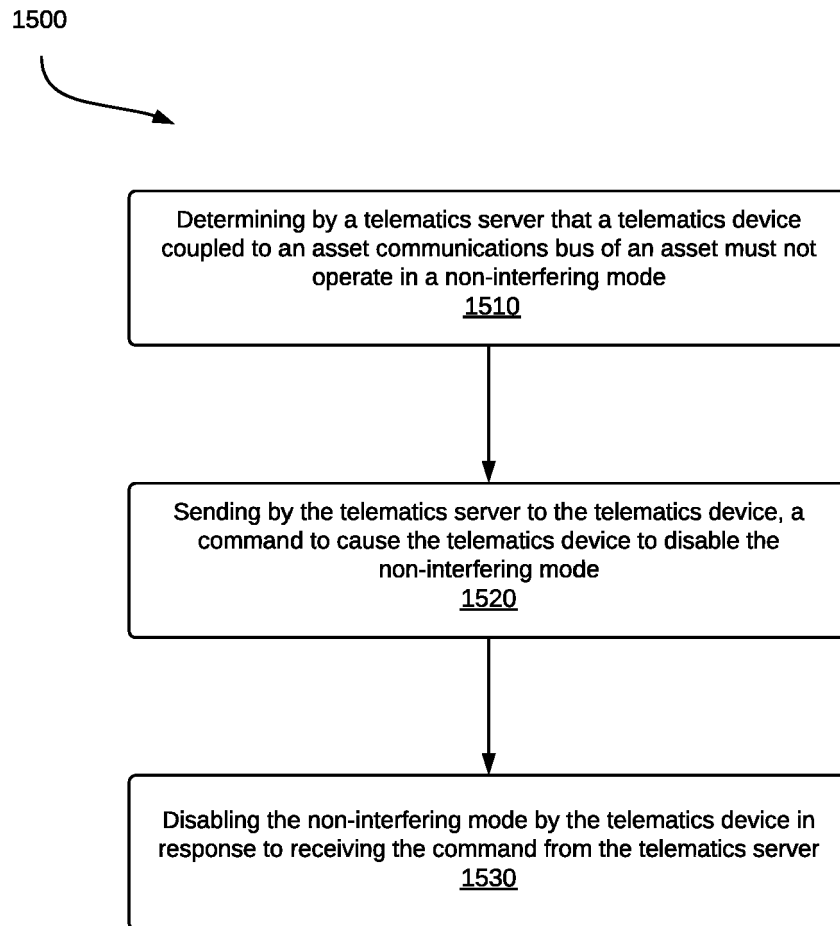 1500
Determining by a telematics server that a telematics device
coupled to an asset communications bus of an asset must not
operate in a non-interfering mode
1510
Sending by the telematics server to the telematics device, a
command to cause the telematics device to disable the
non-interfering mode
1520
Disabling the non-interfering mode by the telematics device in
response to receiving the command from the telematics server
1530